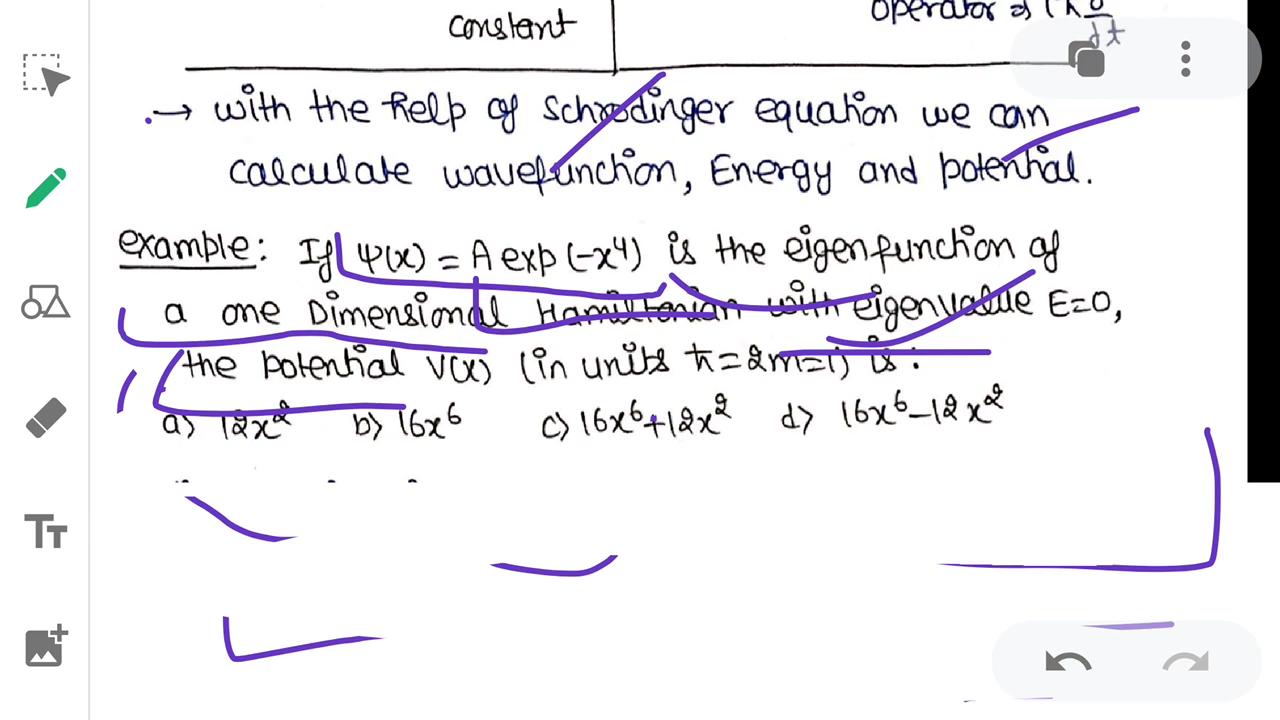 constant
operator ⇒ iħ ∂/∂t
.→ with the help of Schrodinger equation we can
calculate wavefunction, Energy and potential.
example: If ψ(x) = A exp(-x⁴) is the eigenfunction of
a one Dimensional Hamiltonian with eigenvalue E=0,
the potential V(x) (in units ħ=2m=1) is:
a) 12x² b) 16x⁶ c) 16x⁶+12x² d) 16x⁶-12x²
TT